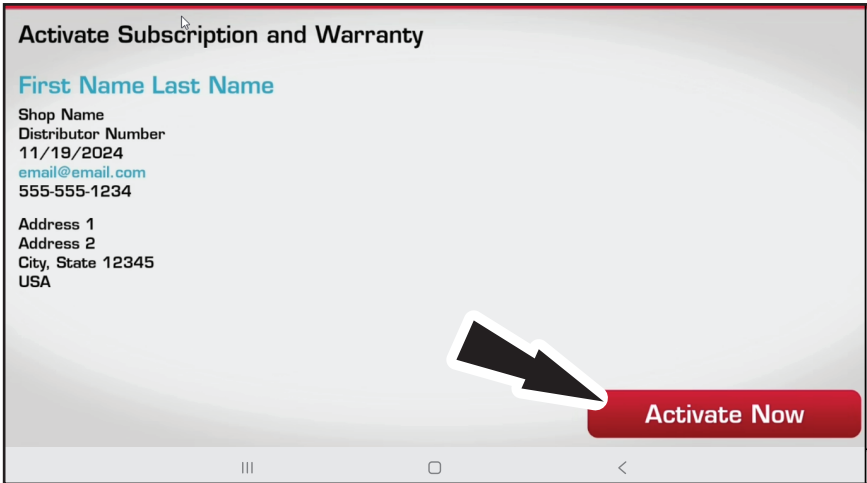 Activate Subscription and Warranty
First Name Last Name
Shop Name
Distributor Number
11/19/2024
email@email.com
555-555-1234
Address 1
Address 2
City, State 12345
USA
Activate Now